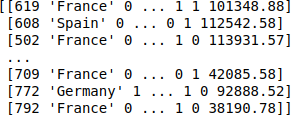 [[619 'France' 0 ... 1 1 101348.88]
[608 'Spain' 0 ... 0 1 112542.58]
[502 'France' 0 ... 1 0 113931.57]
...
[709 'France' 0 ... 0 1 42085.58]
[772 'Germany' 1 ... 1 0 92888.52]
[792 'France' 0 ... 1 0 38190.78]]